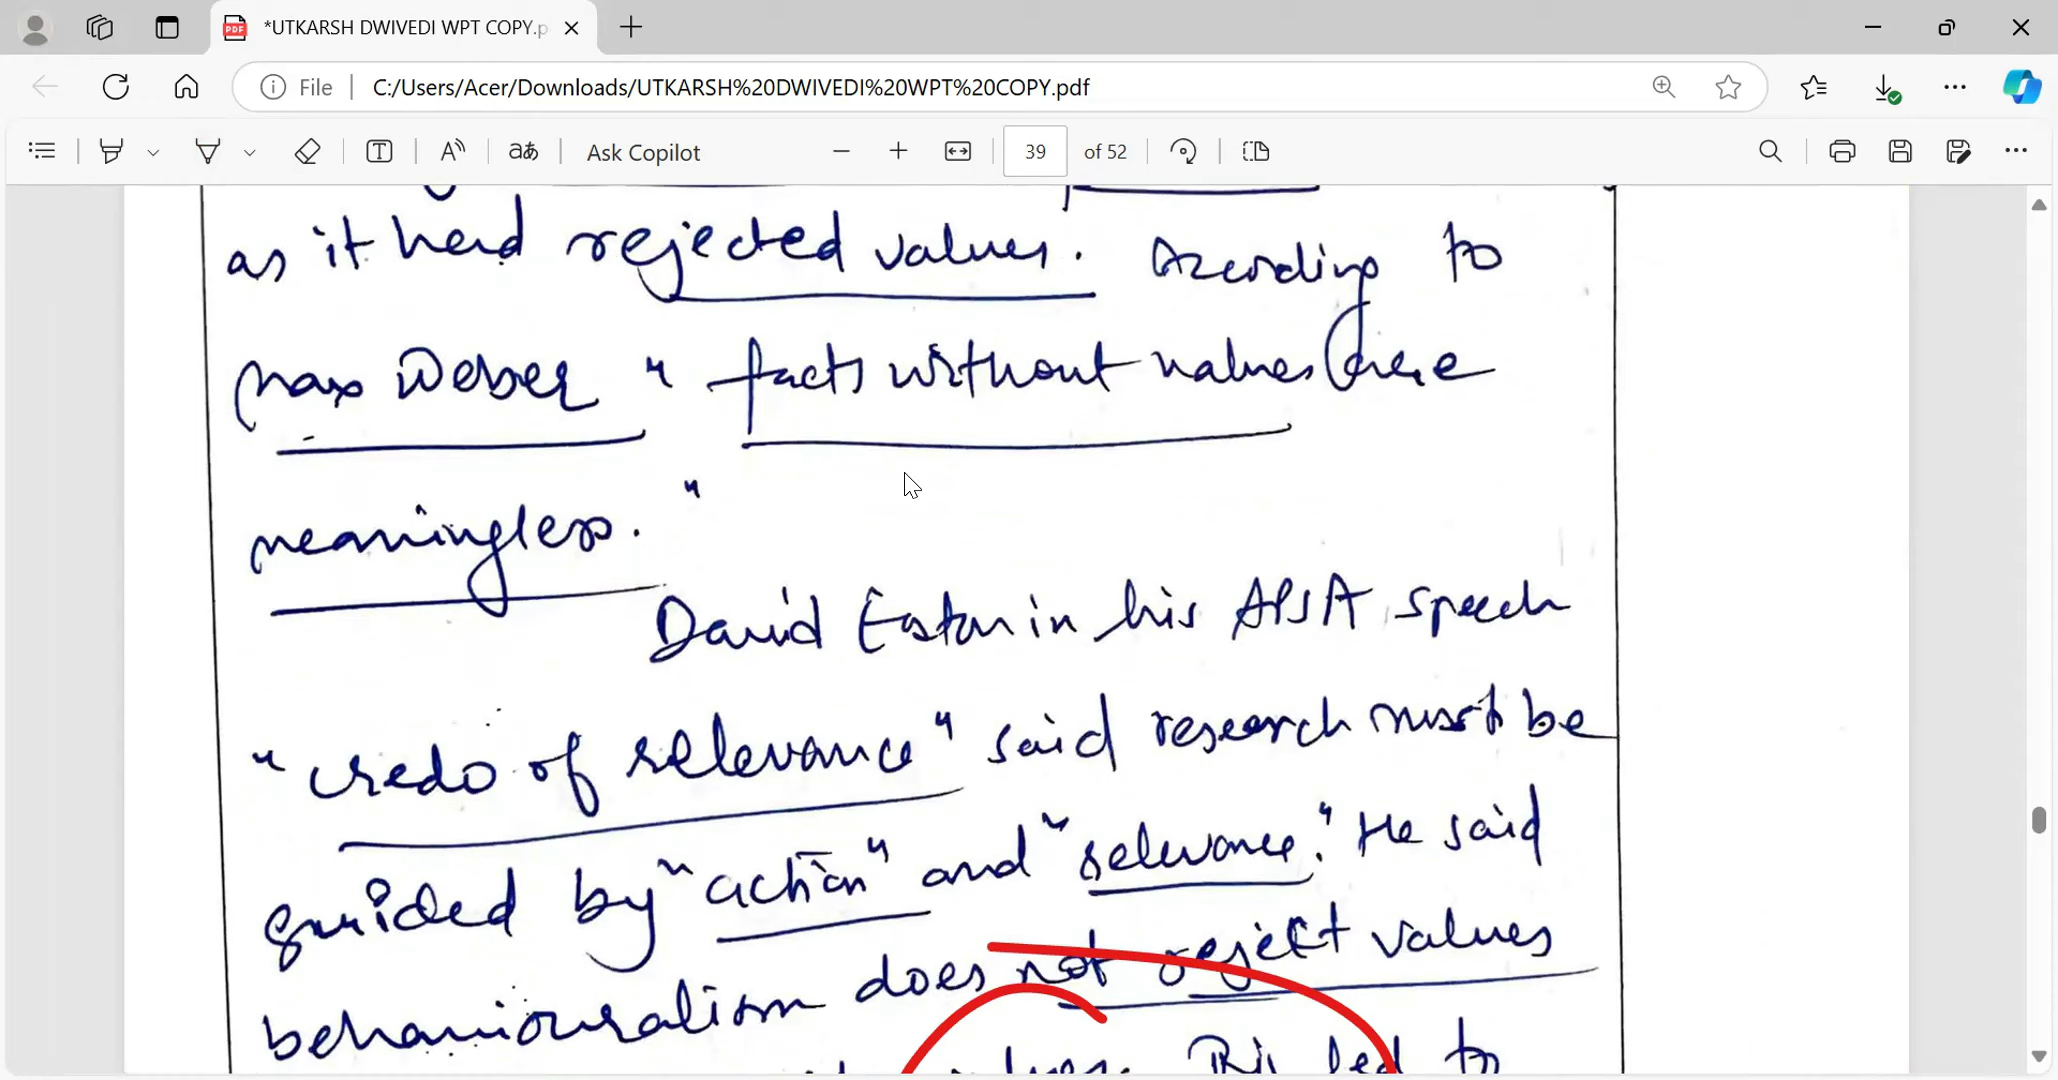 *UTKARSH DWIVEDI WPT COPY.p
File C:/Users/Acer/Downloads/UTKARSH%20DWIVEDI%20WPT%20COPY.pdf
Ask Copilot 39 of 52
as it had rejected values. According to
Max Weber " facts without values are
meaningless."
David Easton in his APSA speech
"credo of relevance" said research must be
guided by "action" and "relevance." He said
behaviouralism does not reject values
led to